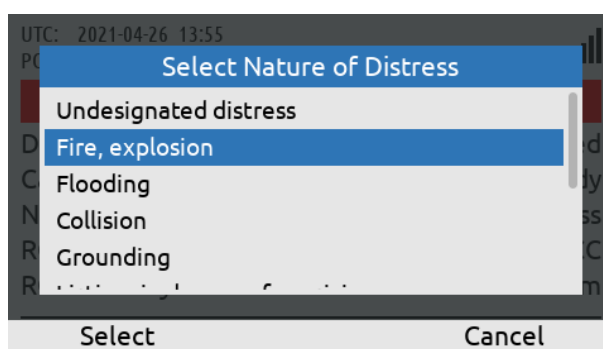 UTC: 2021-04-26 13:55
Select Nature of Distress
Undesignated distress
Fire, explosion
Flooding
Collision
Grounding
Select
Cancel